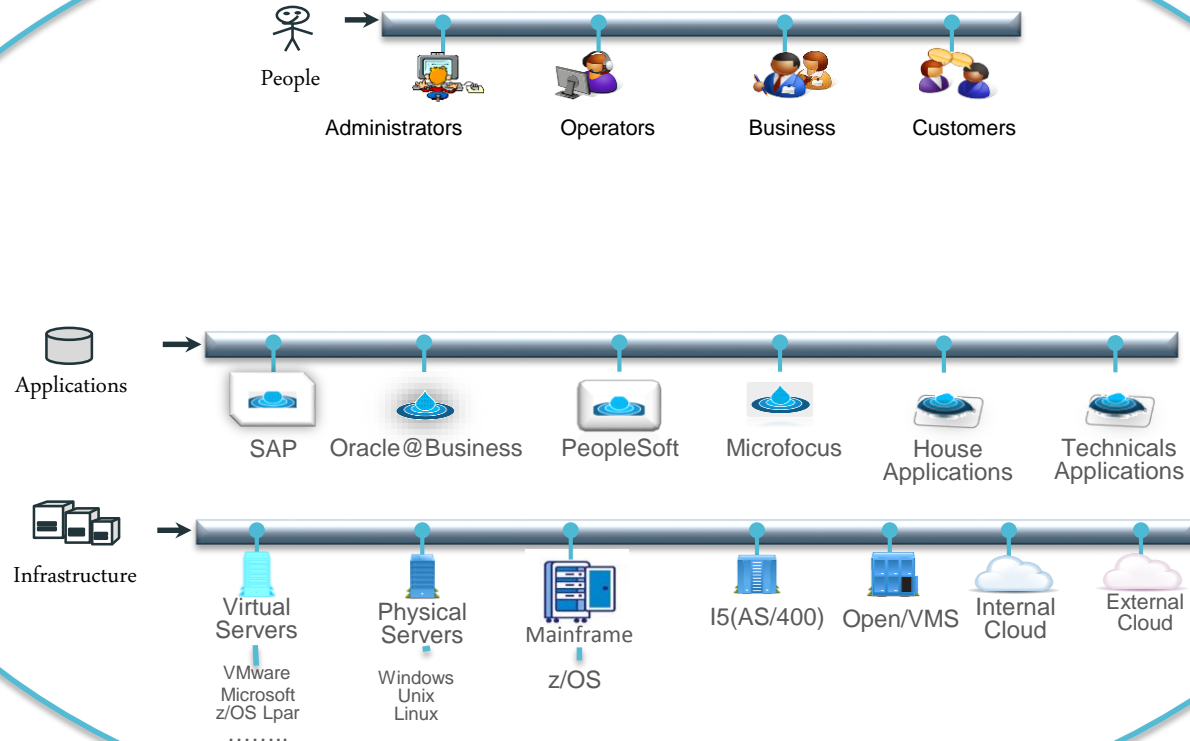 People
Administrators
Operators
Business
Customers
Applications
SAP
Oracle@Business
PeopleSoft
Microfocus
House
Applications
Technicals
Applications
Infrastructure
Virtual
Servers
VMware
Microsoft
z/OS Lpar
........
Physical
Servers
Windows
Unix
Linux
Mainframe
z/OS
I5(AS/400)
Open/VMS
Internal
Cloud
External
Cloud